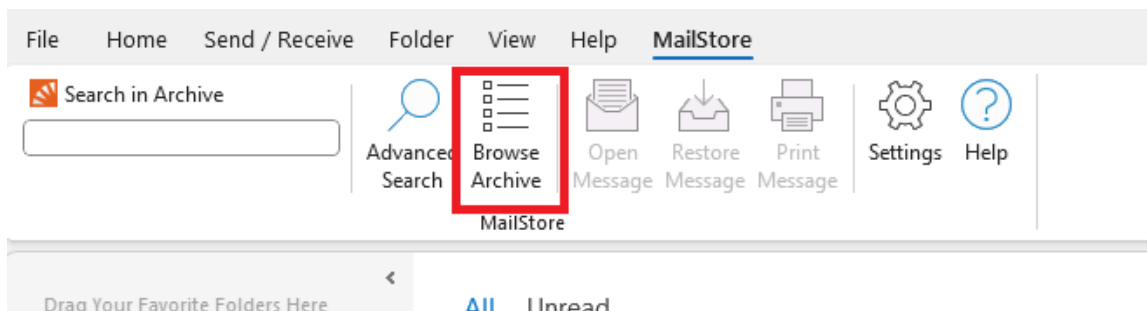 File Home Send / Receive Folder View Help MailStore
Search in Archive
Advanced Search
Browse Archive
Open Message
Restore Message
Print Message
Settings
Help
MailStore
Drag Your Favorite Folders Here
All Unread